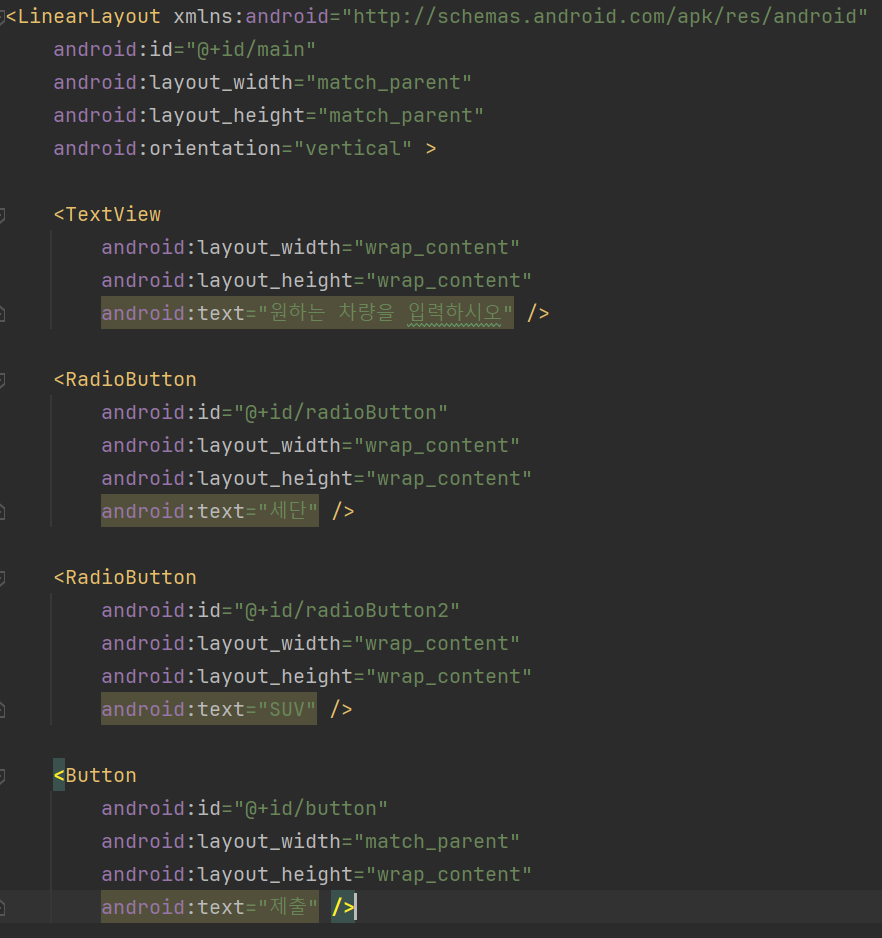 <LinearLayout xmlns:android="http://schemas.android.com/apk/res/android"
android:id="@+id/main"
android:layout_width="match_parent"
android:layout_height="match_parent"
android:orientation="vertical" >
<TextView
android:layout_width="wrap_content"
android:layout_height="wrap_content"
android:text="원하는 차량을 입력하시오" />
<RadioButton
android:id="@+id/radioButton"
android:layout_width="wrap_content"
android:layout_height="wrap_content"
android:text="세단" />
<RadioButton
android:id="@+id/radioButton2"
android:layout_width="wrap_content"
android:layout_height="wrap_content"
android:text="SUV" />
<Button
android:id="@+id/button"
android:layout_width="match_parent"
android:layout_height="wrap_content"
android:text="제출" />